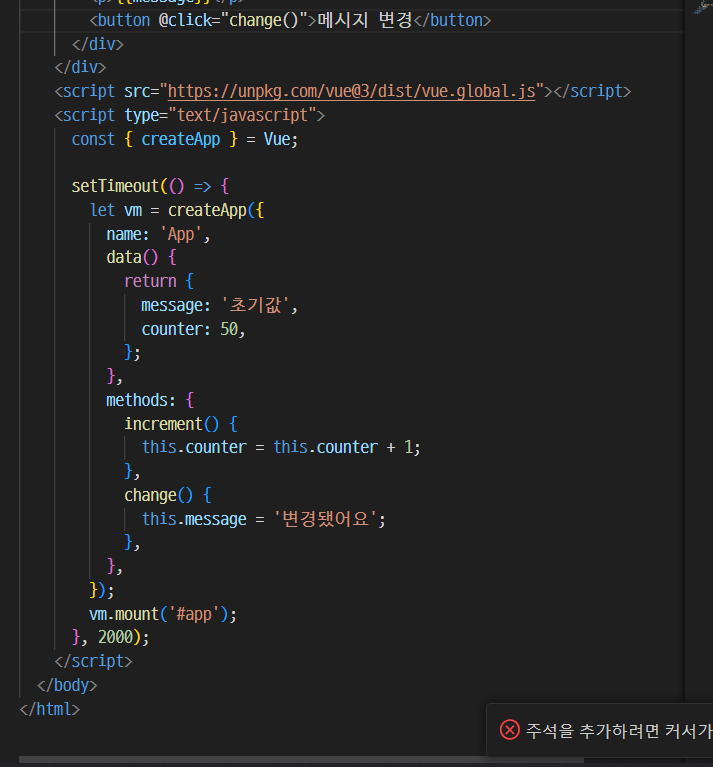 <p>{{message}}</p>
<button @click="change()">메시지 변경</button>
</div>
</div>
<script src="https://unpkg.com/vue@3/dist/vue.global.js"></script>
<script type="text/javascript">
const { createApp } = Vue;
setTimeout(() => {
let vm = createApp({
name: 'App',
data() {
return {
message: '초기값',
counter: 50,
};
},
methods: {
increment() {
this.counter = this.counter + 1;
},
change() {
this.message = '변경됐어요';
},
},
});
vm.mount('#app');
}, 2000);
</script>
</body>
</html>
주석을 추가하려면 커서가